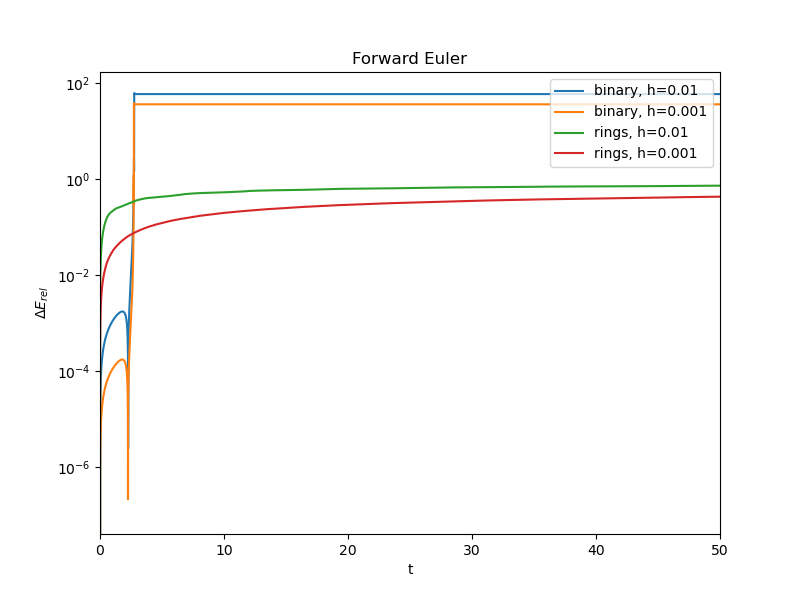 Forward Euler
10²
10⁰
10⁻²
10⁻⁴
10⁻⁶
ΔE_rel
binary, h=0.01
binary, h=0.001
rings, h=0.01
rings, h=0.001
0 10 20 30 40 50
t